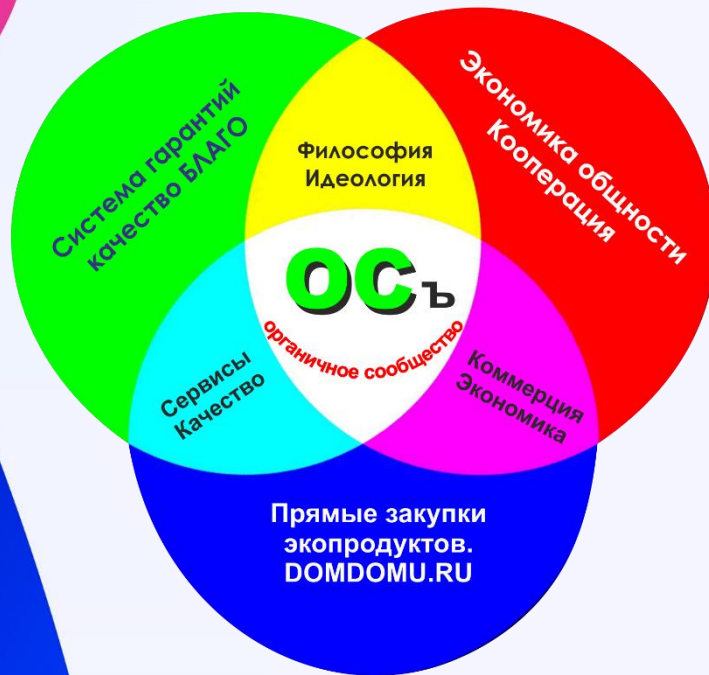 Система гарантий
качество БЛАГО
Экономика общности
Кооперация
Философия
Идеология
ОСъ
органичное сообщество
Сервисы
Качество
Коммерция
Экономика
Прямые закупки
экопродуктов.
DOMDOMU.RU